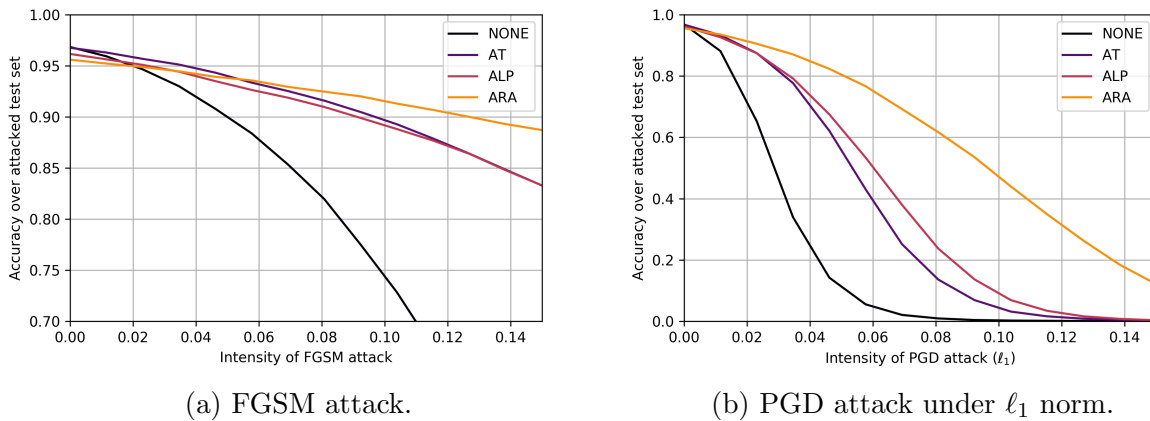 1.00
0.95
0.90
0.85
0.80
0.75
0.70
0.00 0.02 0.04 0.06 0.08 0.10 0.12 0.14
Accuracy over attacked test set
Intensity of FGSM attack
NONE
AT
ALP
ARA
(a) FGSM attack.
1.0
0.8
0.6
0.4
0.2
0.0
0.00 0.02 0.04 0.06 0.08 0.10 0.12 0.14
Accuracy over attacked test set
Intensity of PGD attack (ℓ₁)
NONE
AT
ALP
ARA
(b) PGD attack under ℓ₁ norm.